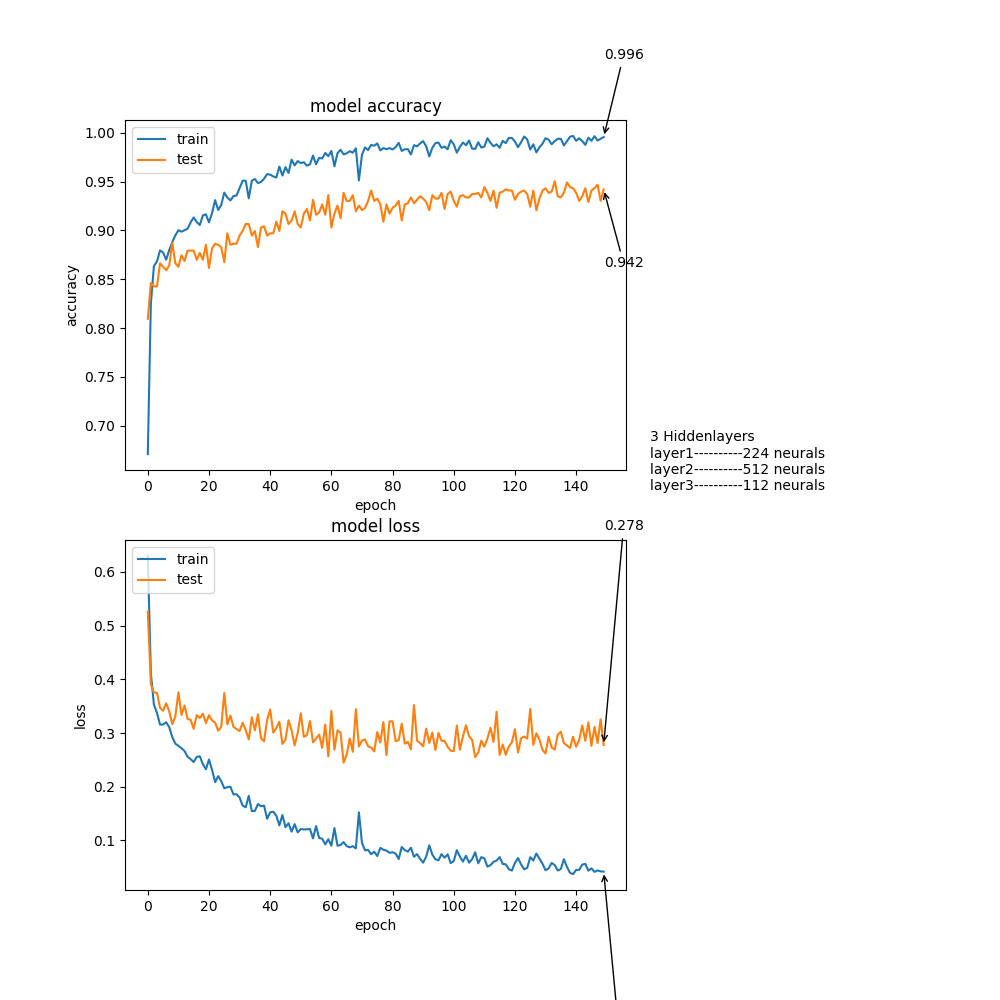 0.996
model accuracy
train
test
1.00
0.95
0.90
0.85
0.80
0.75
0.70
accuracy
0.942
0 20 40 60 80 100 120 140
epoch
3 Hiddenlayers
layer1----------224 neurals
layer2----------512 neurals
layer3----------112 neurals
model loss
0.278
train
test
0.6
0.5
0.4
0.3
0.2
0.1
loss
0 20 40 60 80 100 120 140
epoch